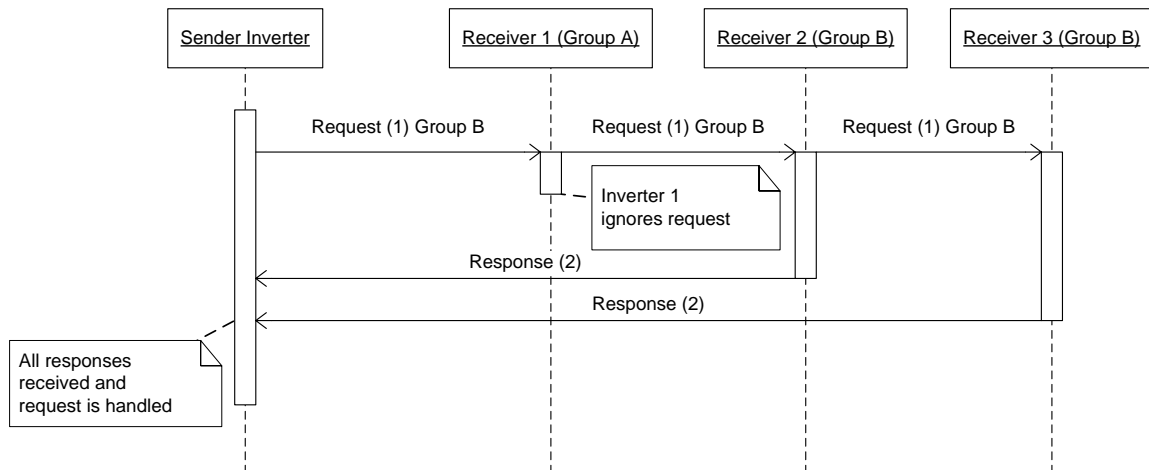 Sender Inverter
Receiver 1 (Group A)
Receiver 2 (Group B)
Receiver 3 (Group B)
Request (1) Group B
Request (1) Group B
Request (1) Group B
Inverter 1
ignores request
Response (2)
Response (2)
All responses
received and
request is handled